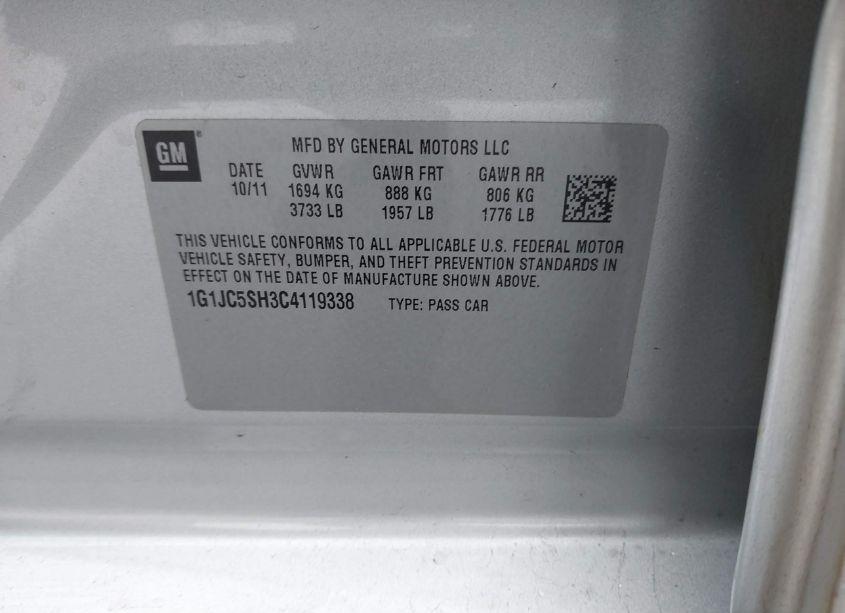 GM®
MFD BY GENERAL MOTORS LLC
DATE GVWR GAWR FRT GAWR RR
10/11 1694 KG 888 KG 806 KG
3733 LB 1957 LB 1776 LB
THIS VEHICLE CONFORMS TO ALL APPLICABLE U.S. FEDERAL MOTOR
VEHICLE SAFETY, BUMPER, AND THEFT PREVENTION STANDARDS IN
EFFECT ON THE DATE OF MANUFACTURE SHOWN ABOVE.
1G1JC5SH3C4119338 TYPE: PASS CAR